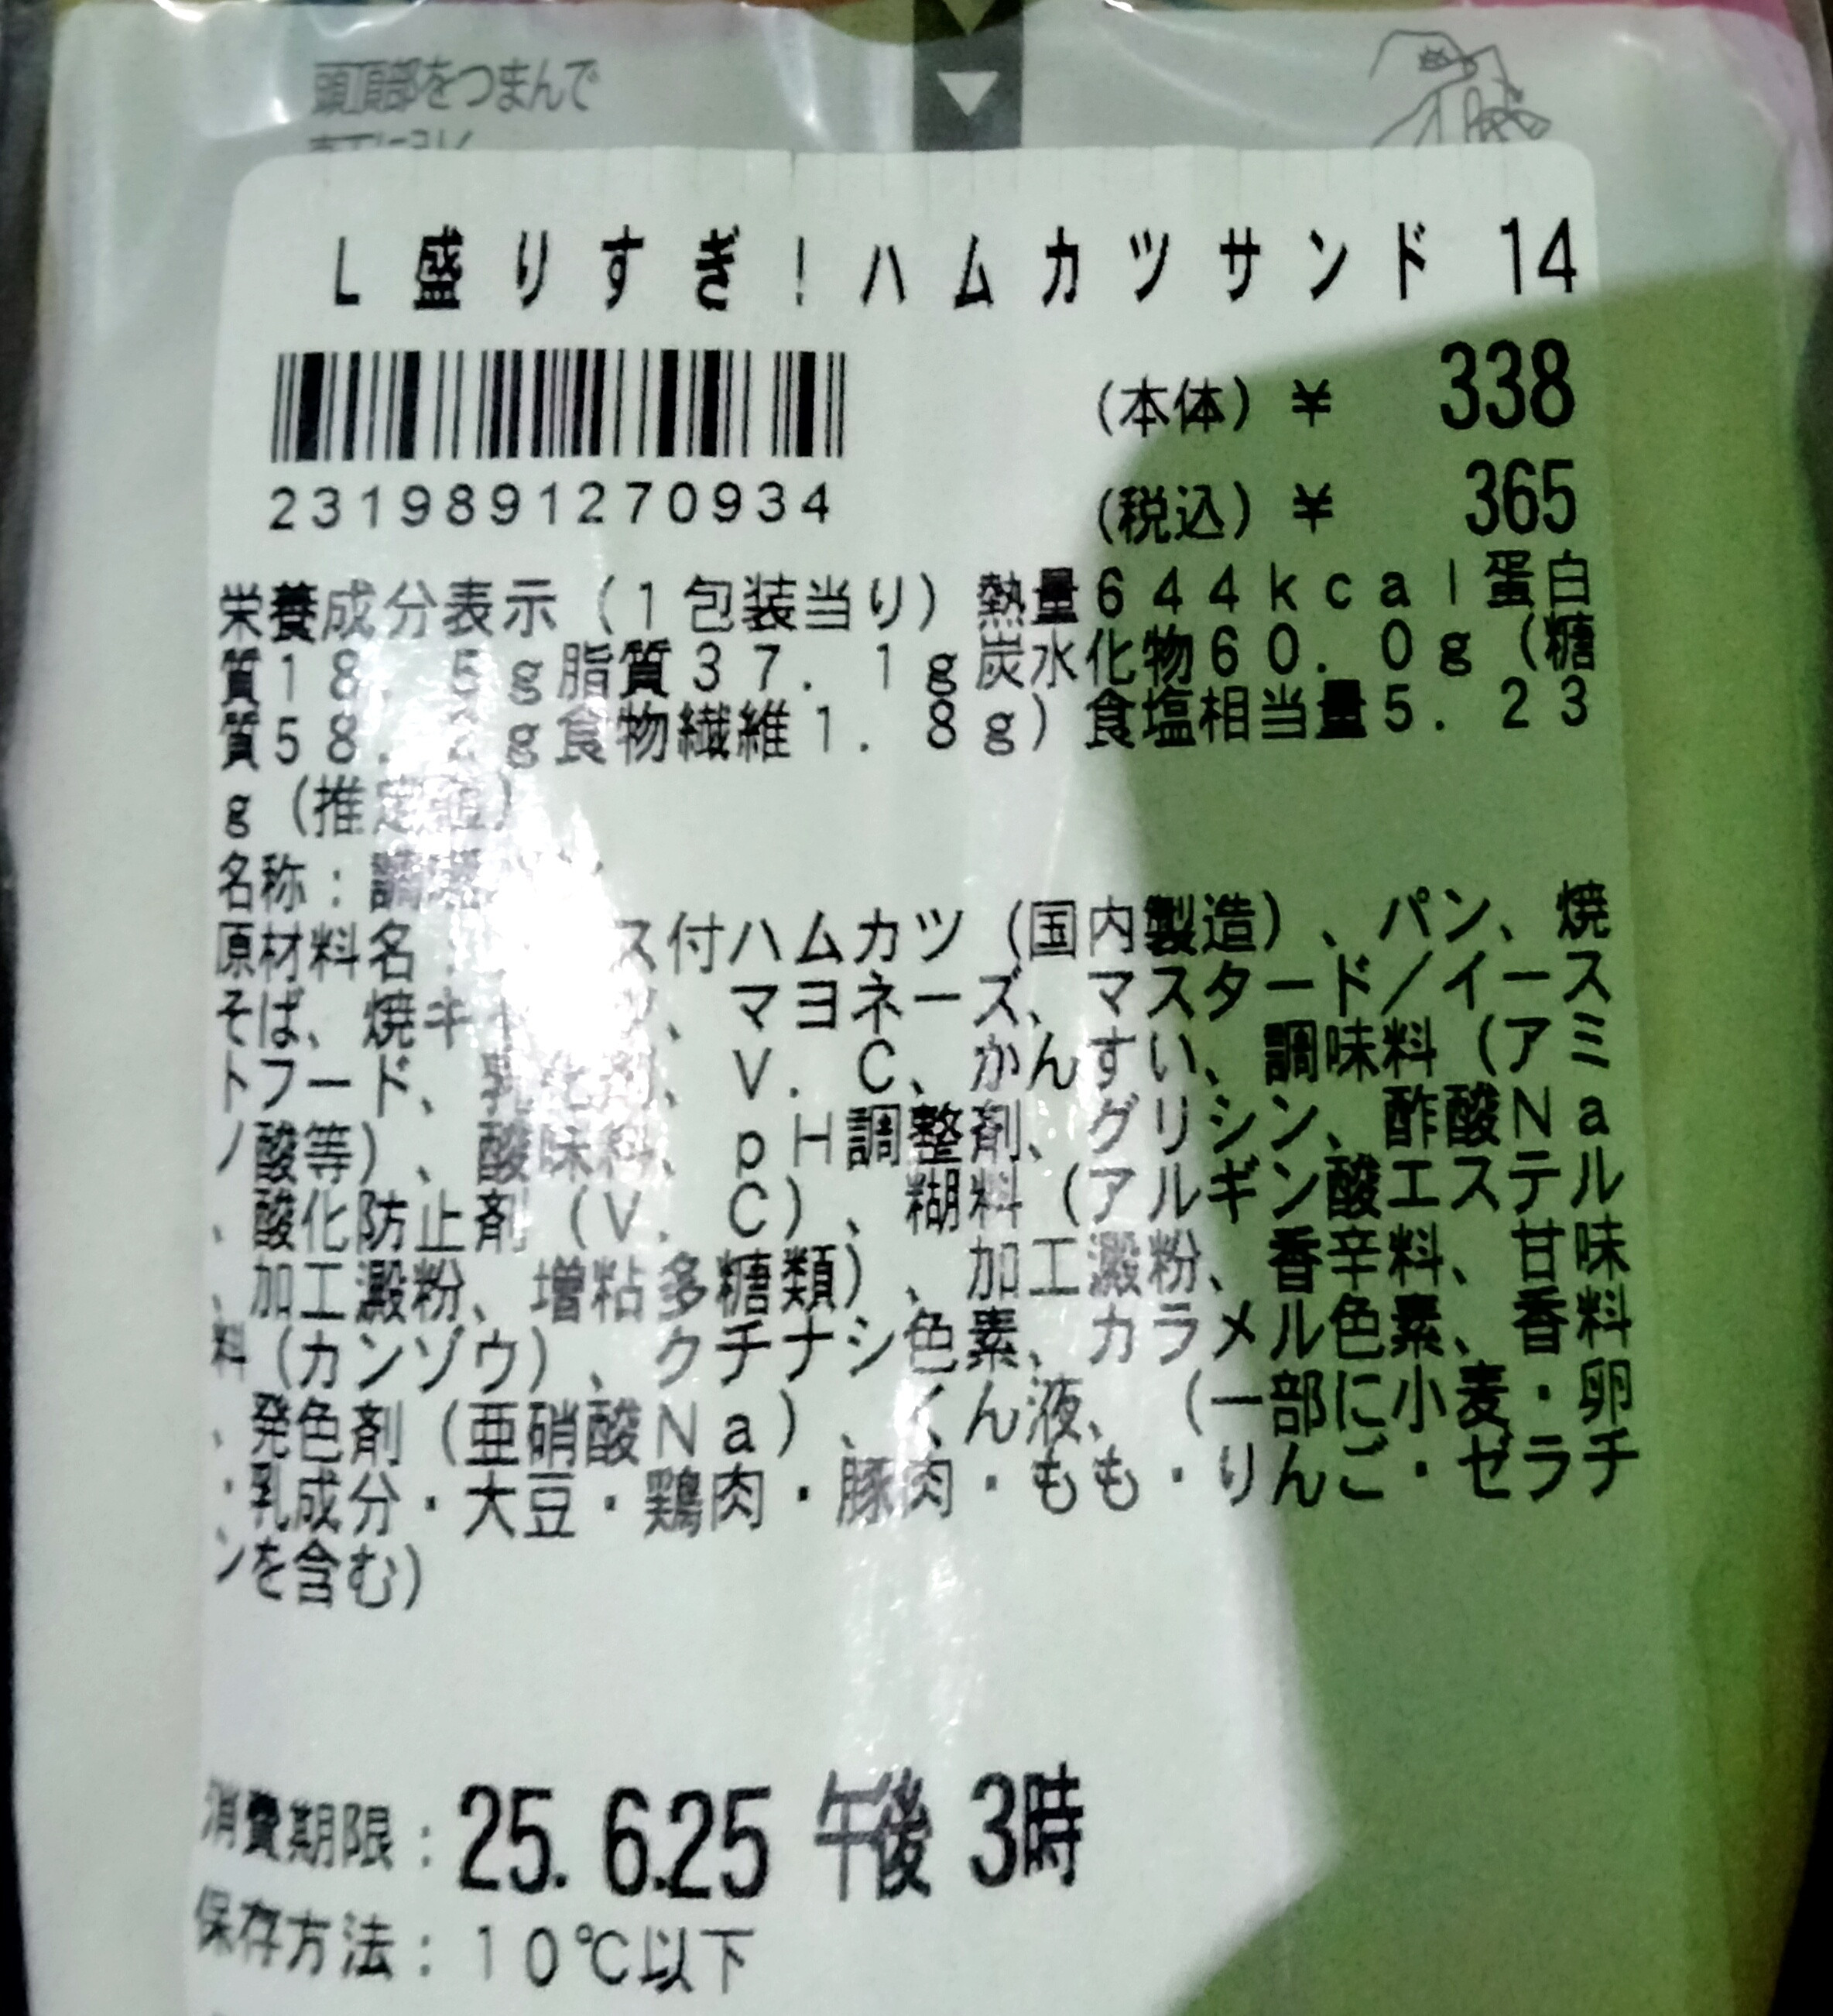 頭頂部をつまんで
L盛りすぎ!ハムカツサンド 14
(本体)¥ 338
2319891270934
(税込)¥ 365
栄養成分表示(1包装当り)熱量644kcal蛋白
質18.5g脂質37.1g炭水化物60.0g(糖
質58. g食物繊維1.8g)食塩相当量5.23
g(推定値)
名称:調理
原材料名: ス付ハムカツ(国内製造)、パン、焼
そば、焼キャベツ、マヨネーズ、マスタード/イース
トフード、乳化剤、V.C、かんすい、調味料(アミ
ノ酸等)、酸味料、pH調整剤、グリシン、酢酸Na
、酸化防止剤(V.C)、糊料(アルギン酸エステル
、加工澱粉、増粘多糖類)、加工澱粉、香辛料、甘味
料(カンゾウ)、クチナシ色素、カラメル色素、香料
、発色剤(亜硝酸Na)、くん液、(一部に小麦・卵
・乳成分・大豆・鶏肉・豚肉・もも・りんご・ゼラチ
ンを含む)
消費期限:25.6.25 午後 3時
保存方法:10℃以下